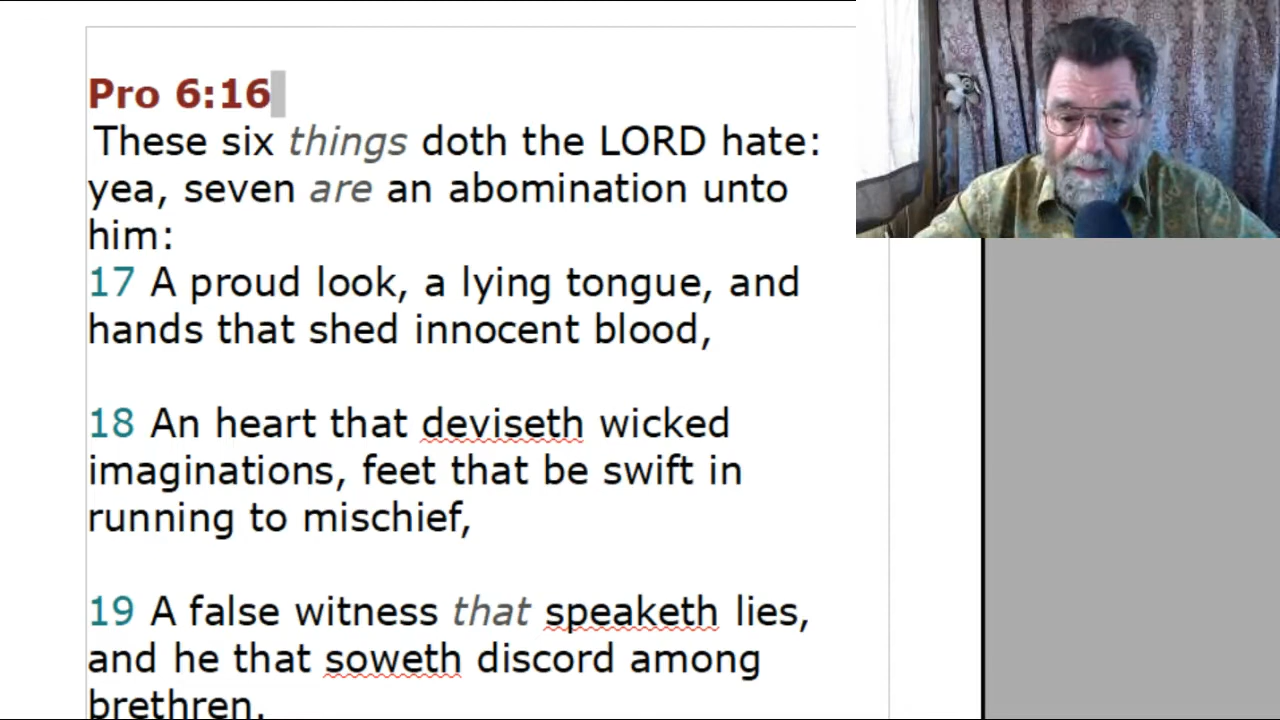 Pro 6:16
These six things doth the LORD hate:
yea, seven are an abomination unto
him:
17 A proud look, a lying tongue, and
hands that shed innocent blood,
18 An heart that deviseth wicked
imaginations, feet that be swift in
running to mischief,
19 A false witness that speaketh lies,
and he that soweth discord among
brethren.